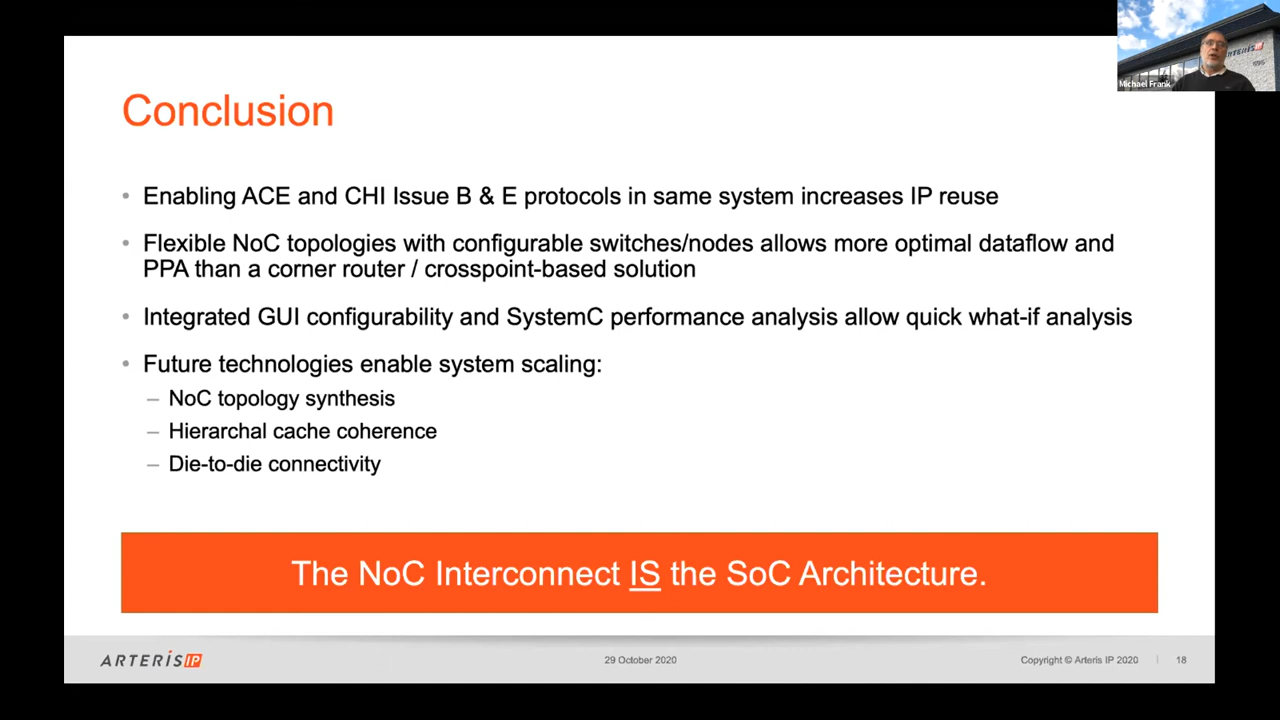 ARTERIS IP
Michael Frank
Conclusion
• Enabling ACE and CHI Issue B & E protocols in same system increases IP reuse
• Flexible NoC topologies with configurable switches/nodes allows more optimal dataflow and
PPA than a corner router / crosspoint-based solution
• Integrated GUI configurability and SystemC performance analysis allow quick what-if analysis
• Future technologies enable system scaling:
– NoC topology synthesis
– Hierarchal cache coherence
– Die-to-die connectivity
The NoC Interconnect IS the SoC Architecture.
ARTERIS IP
29 October 2020
Copyright © Arteris IP 2020
18